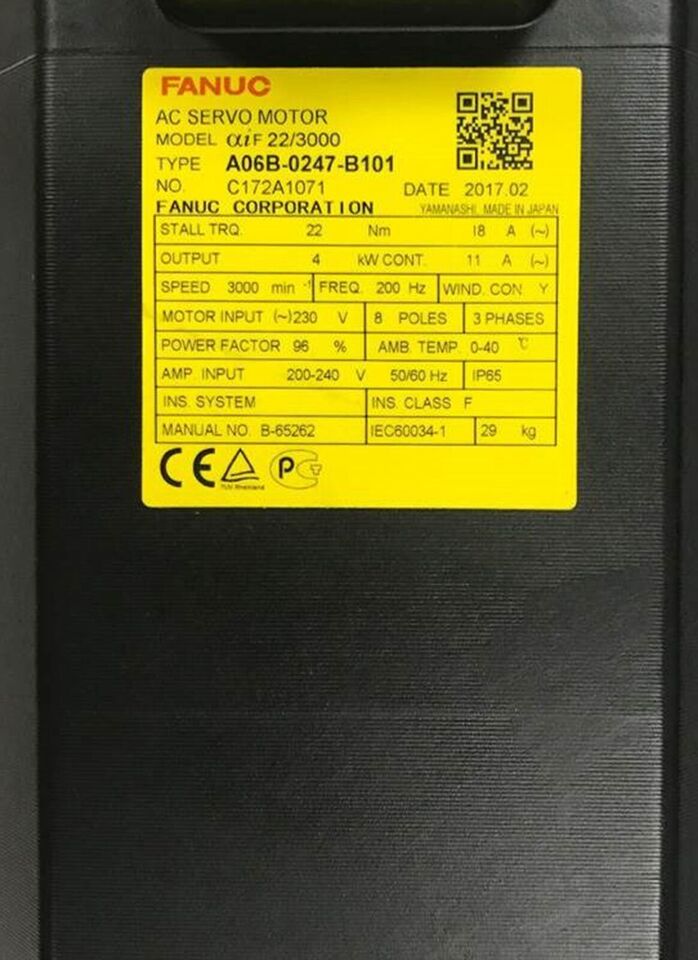 FANUC
AC SERVO MOTOR
MODEL αiF 22/3000
TYPE A06B-0247-B101
NO. C172A1071 DATE 2017.02
FANUC CORPORATION YAMANASHI, MADE IN JAPAN
STALL TRQ. 22 Nm 18 A (~)
OUTPUT 4 kW CONT. 11 A (~)
SPEED 3000 min -1 FREQ. 200 Hz WIND. CON Y
MOTOR INPUT (~)230 V 8 POLES 3 PHASES
POWER FACTOR 96 % AMB. TEMP. 0-40 ℃
AMP. INPUT 200-240 V 50/60 Hz IP65
INS. SYSTEM INS. CLASS F
MANUAL NO. B-65262 IEC60034-1 29 kg
CE TÜV Rheinland